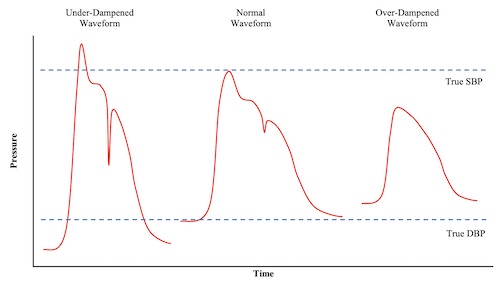 Under-Dampened
Waveform
Normal
Waveform
Over-Dampened
Waveform
True SBP
Pressure
True DBP
Time